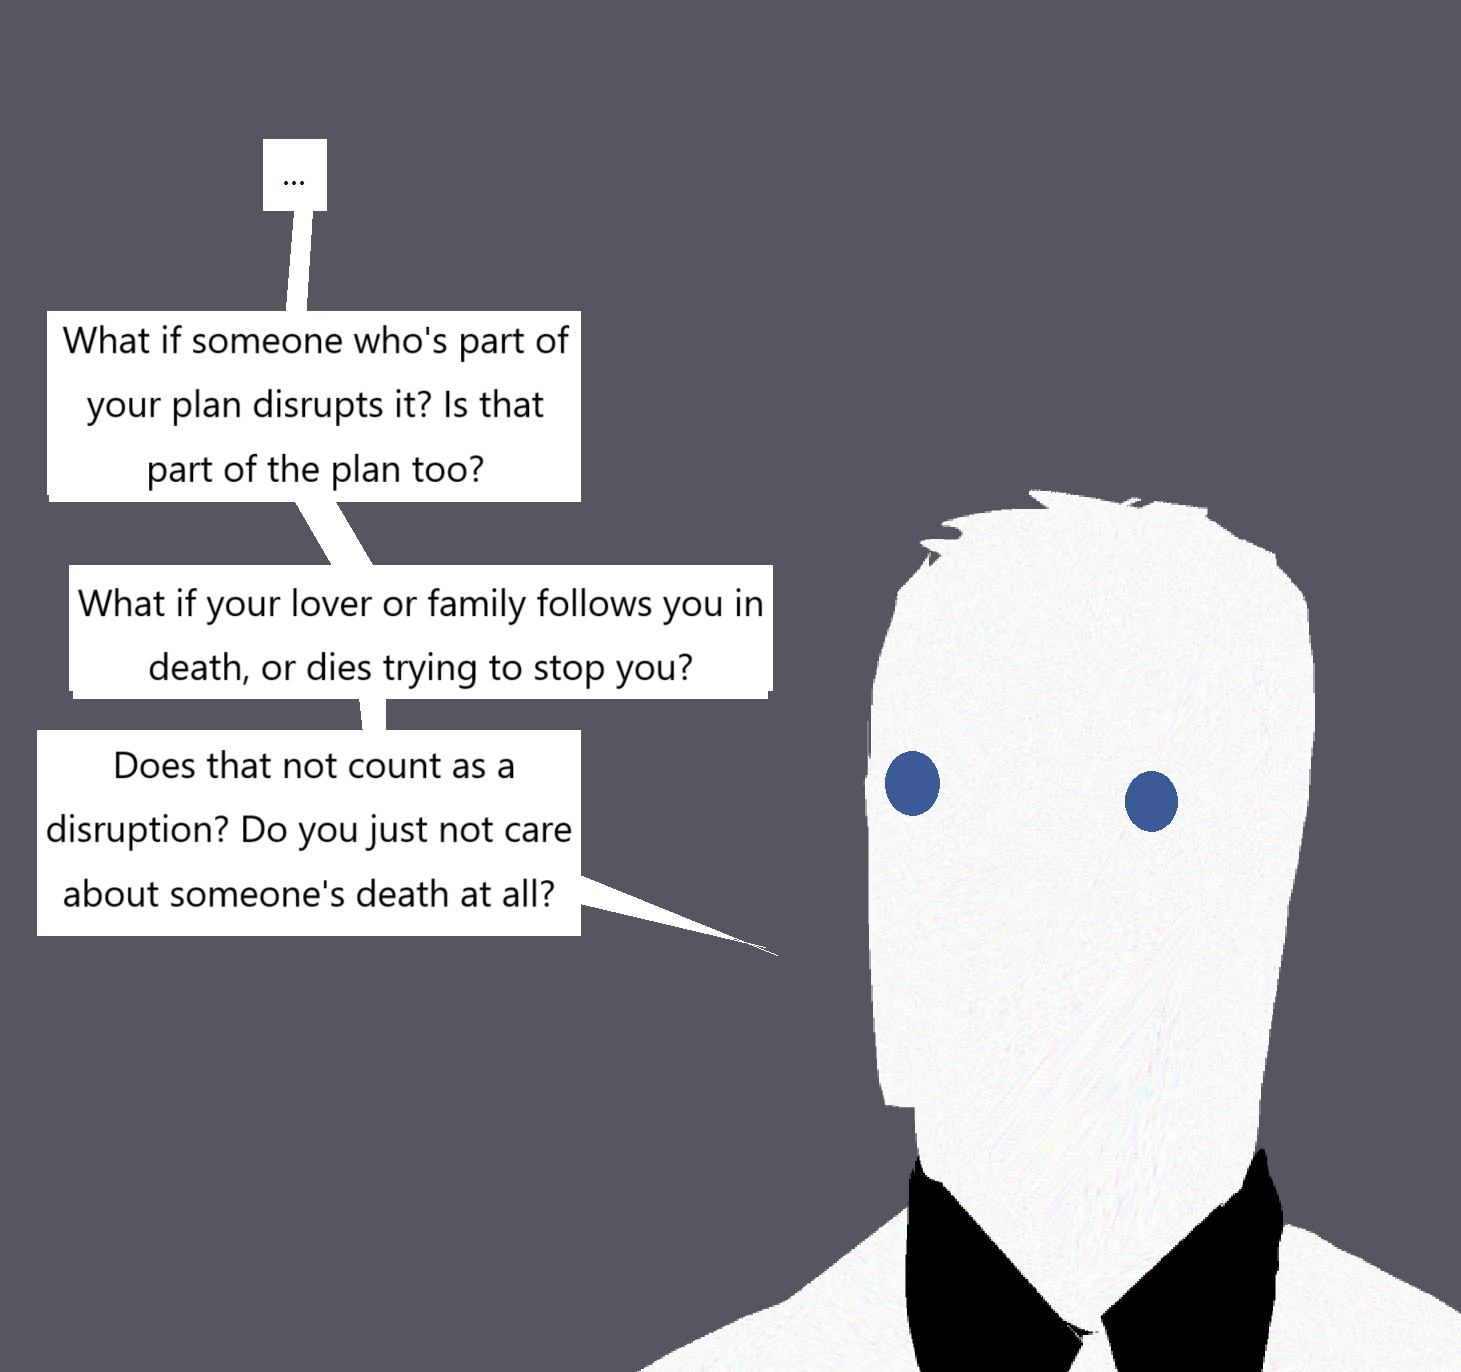 ...
What if someone who's part of
your plan disrupts it? Is that
part of the plan too?
What if your lover or family follows you in
death, or dies trying to stop you?
Does that not count as a
disruption? Do you just not care
about someone's death at all?